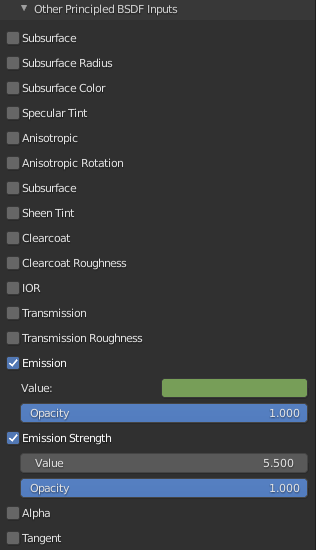 Other Principled BSDF Inputs
Subsurface
Subsurface Radius
Subsurface Color
Specular Tint
Anisotropic
Anisotropic Rotation
Subsurface
Sheen Tint
Clearcoat
Clearcoat Roughness
IOR
Transmission
Transmission Roughness
Emission
Value:
Opacity 1.000
Emission Strength
Value 5.500
Opacity 1.000
Alpha
Tangent